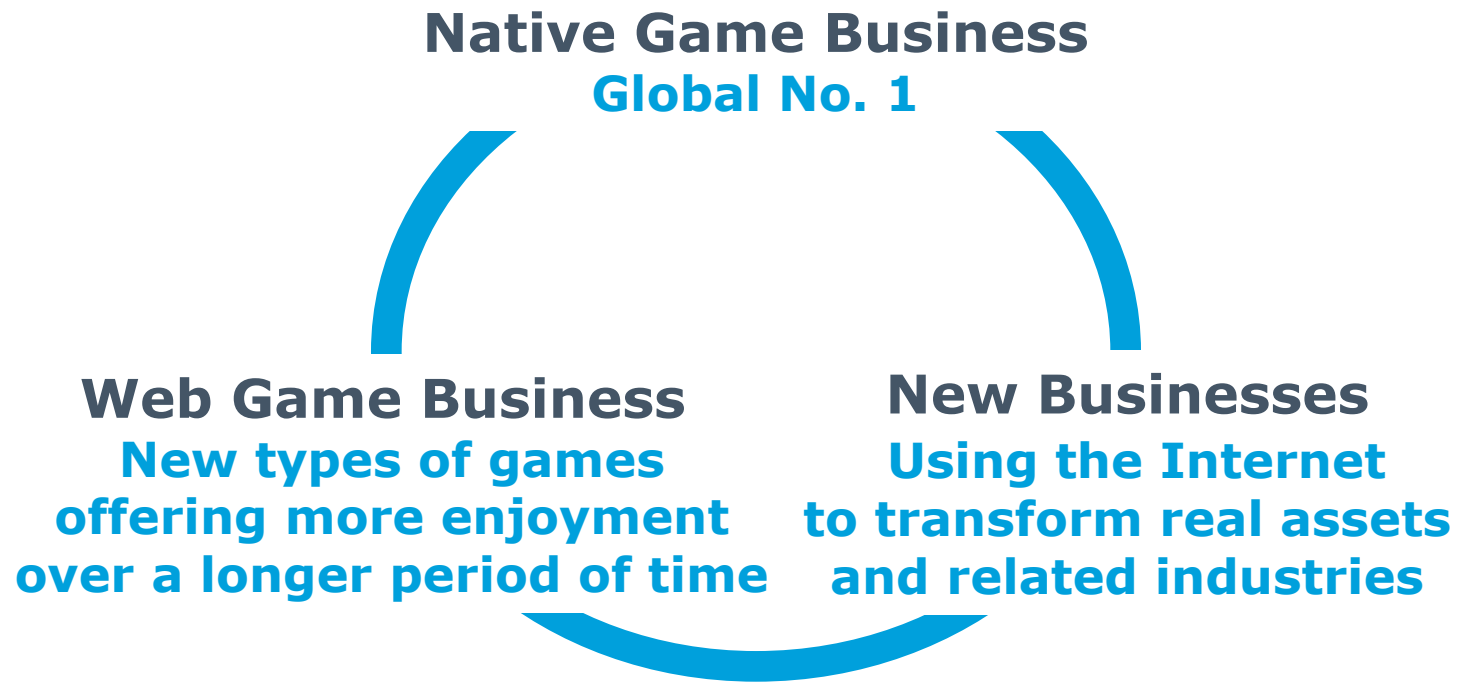 Native Game Business
Global No. 1
Web Game Business
New types of games
offering more enjoyment
over a longer period of time
New Businesses
Using the Internet
to transform real assets
and related industries